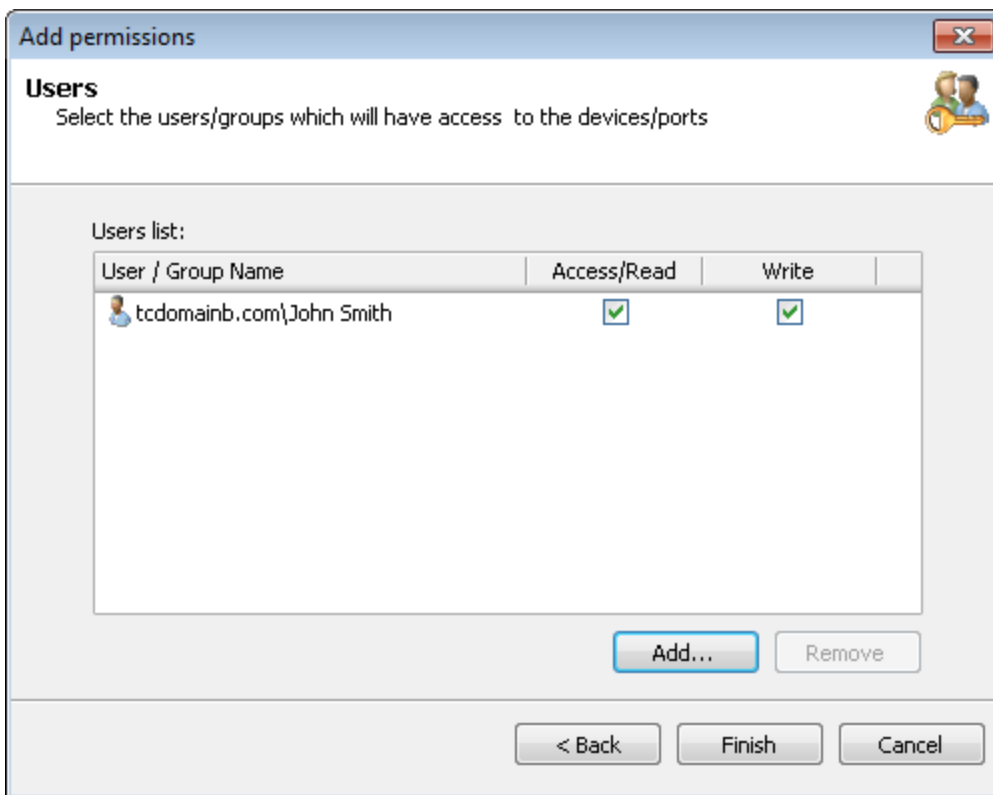 Add permissions
Users
Select the users/groups which will have access to the devices/ports
Users list:
User / Group Name Access/Read Write
tcdomainb.com\John Smith
Add... Remove
< Back Finish Cancel